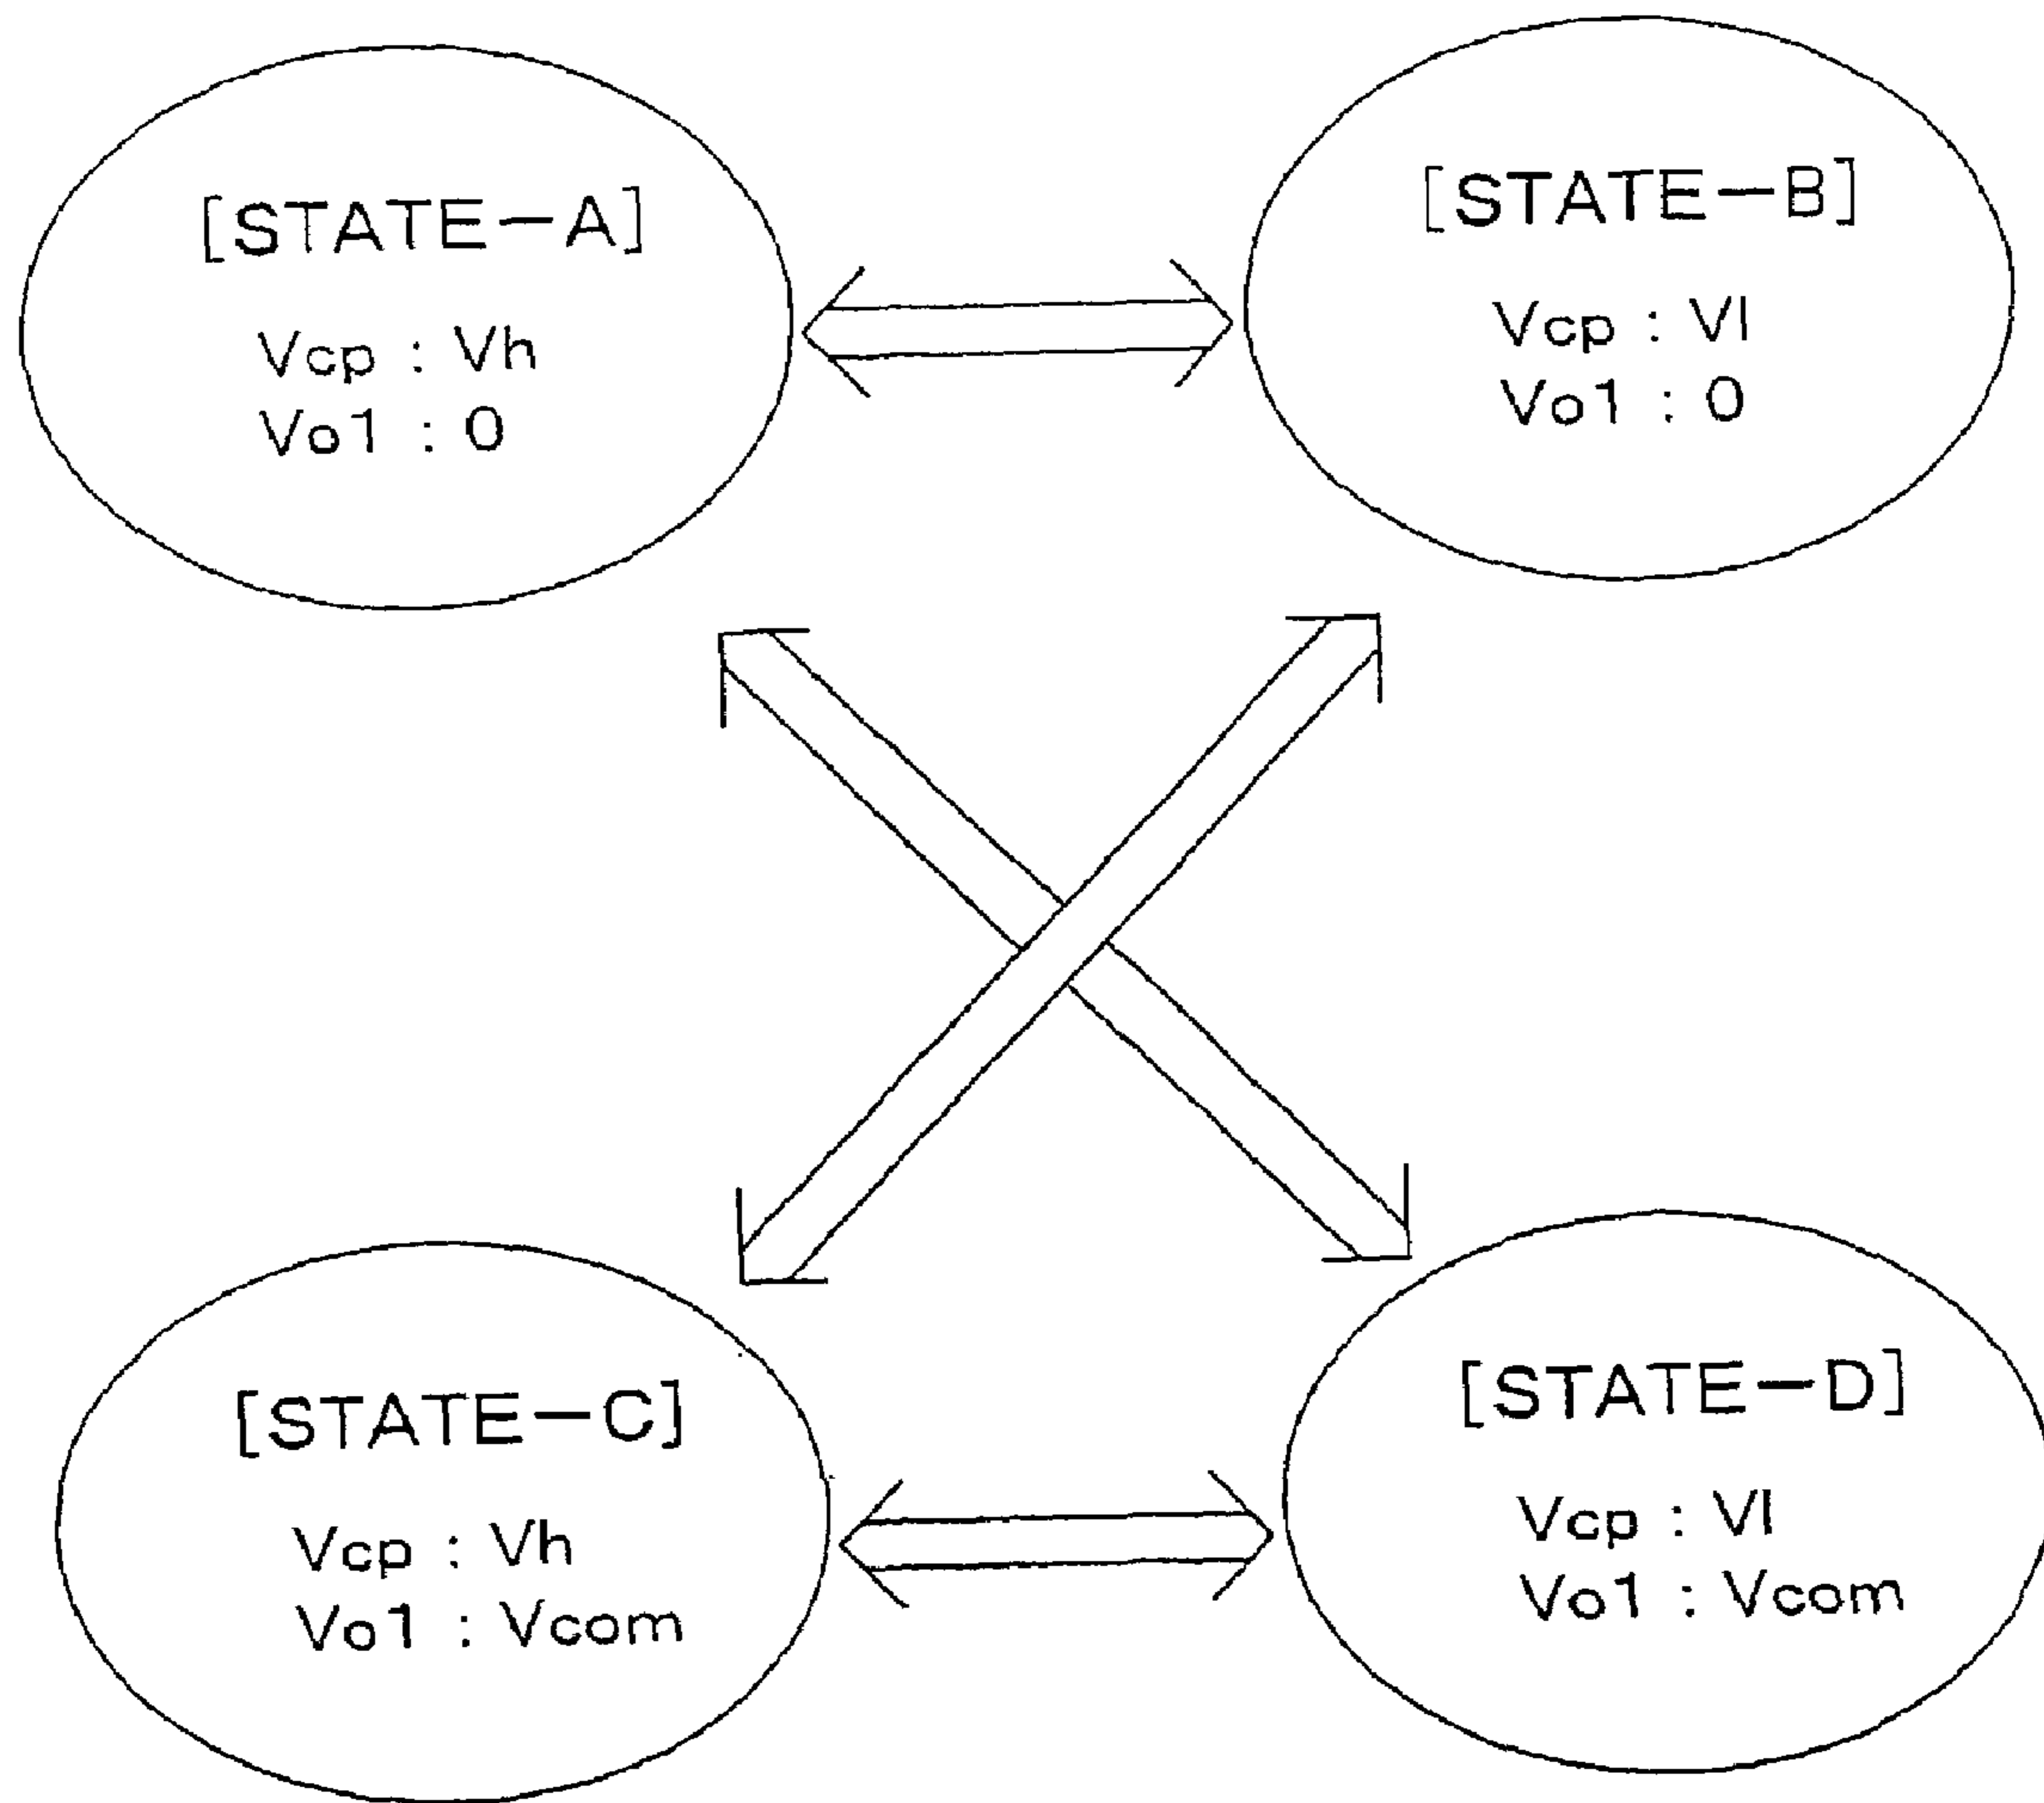 [STATE-A]
Vcp : Vh
Vo1 : 0
[STATE-B]
Vcp : Vl
Vo1 : 0
[STATE-C]
Vcp : Vh
Vo1 : Vcom
[STATE-D]
Vcp : Vl
Vo1 : Vcom